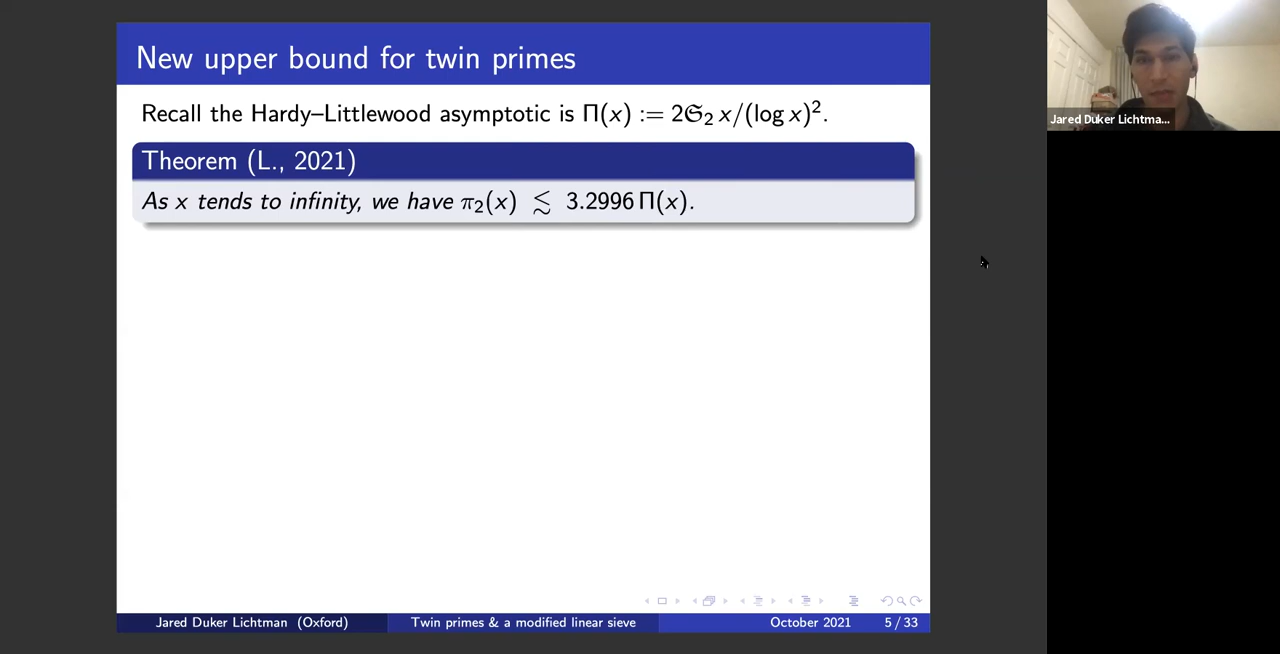 New upper bound for twin primes
Recall the Hardy–Littlewood asymptotic is Π(x) := 2𝔖₂ x/(log x)².
Theorem (L., 2021)
As x tends to infinity, we have π₂(x) ≲ 3.2996 Π(x).
Jared Duker Lichtman (Oxford)
Twin primes & a modified linear sieve
October 2021
5 / 33
Jared Duker Lichtma...